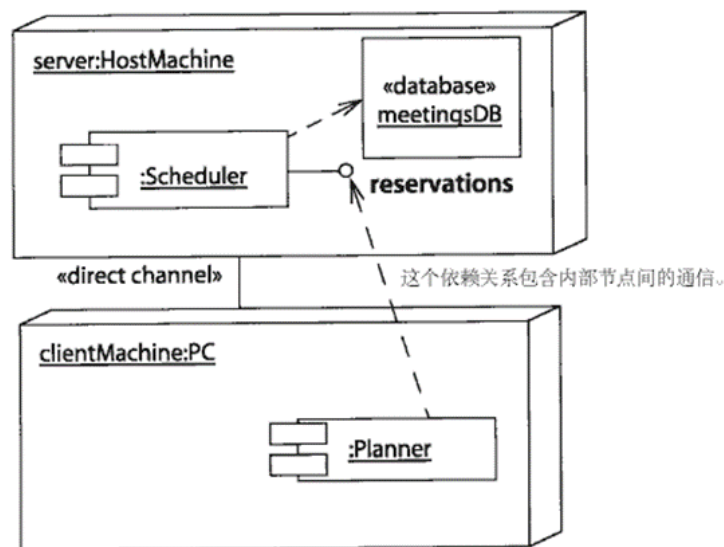 server:HostMachine
«database»
meetingsDB
:Scheduler
reservations
«direct channel»
这个依赖关系包含内部节点间的通信。
clientMachine:PC
:Planner